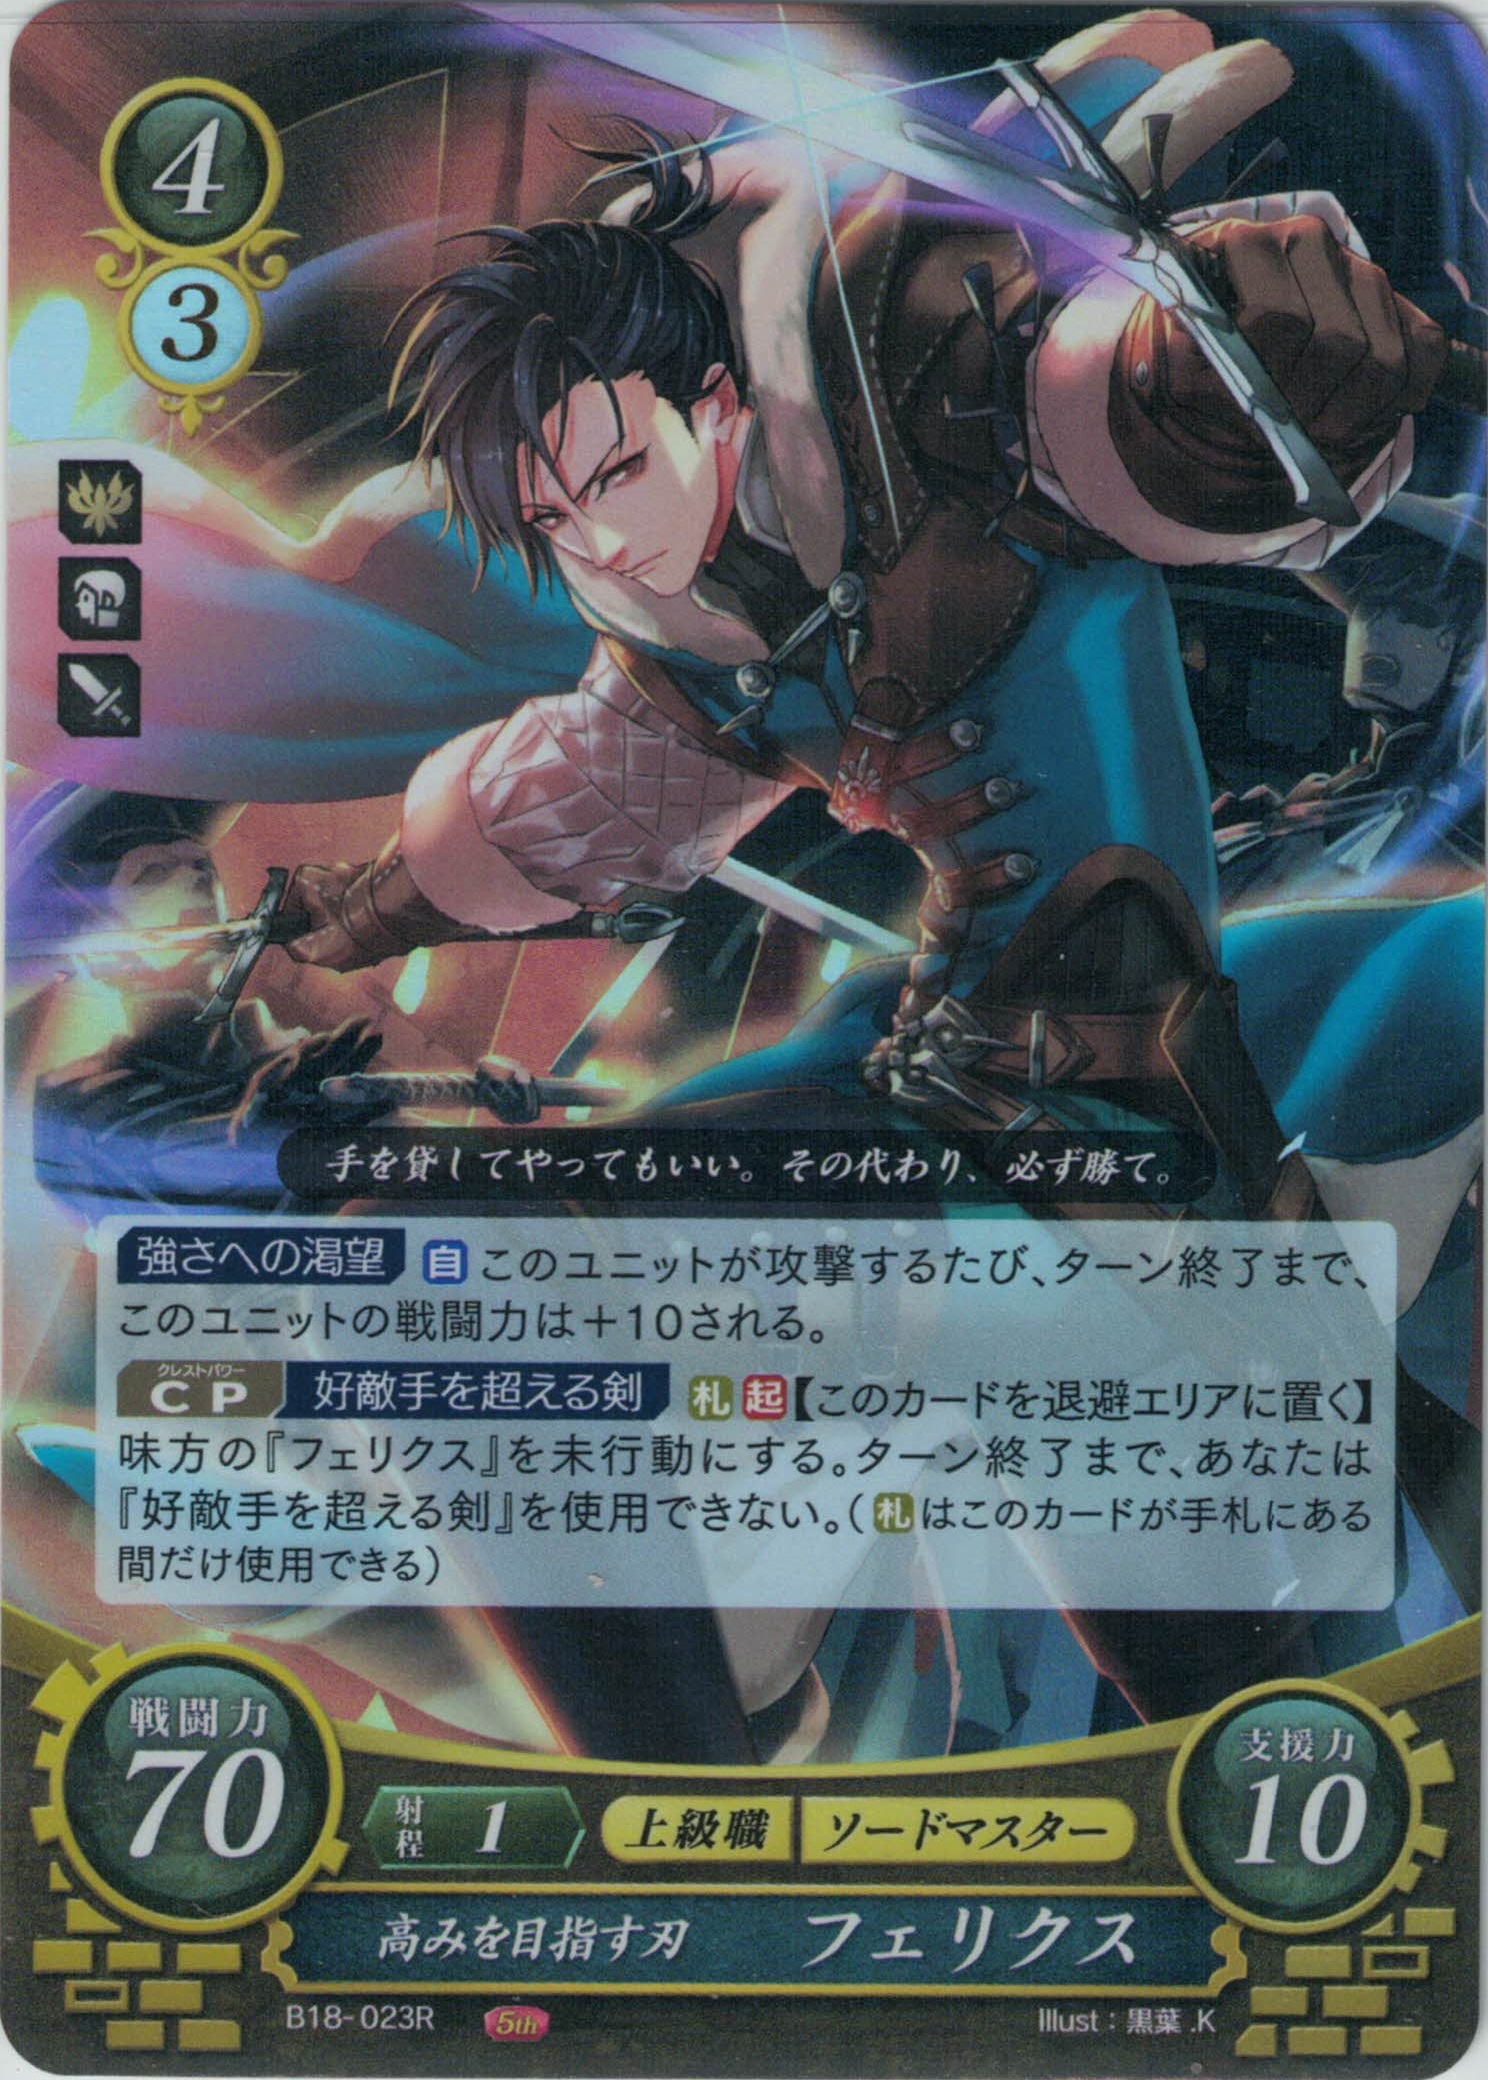 4
3
手を貸してやってもいい。その代わり、必ず勝て。
強さへの渇望 自 このユニットが攻撃するたび、ターン終了まで、
このユニットの戦闘力は＋10される。
クレストパワー
CP 好敵手を超える剣 札 起 【このカードを退避エリアに置く】
味方の『フェリクス』を未行動にする。ターン終了まで、あなたは
『好敵手を超える剣』を使用できない。（札はこのカードが手札にある
間だけ使用できる）
戦闘力
70
射程 1
上級職 ソードマスター
支援力
10
高みを目指す刃 フェリクス
B18-023R 5th Illust：黒葉.K